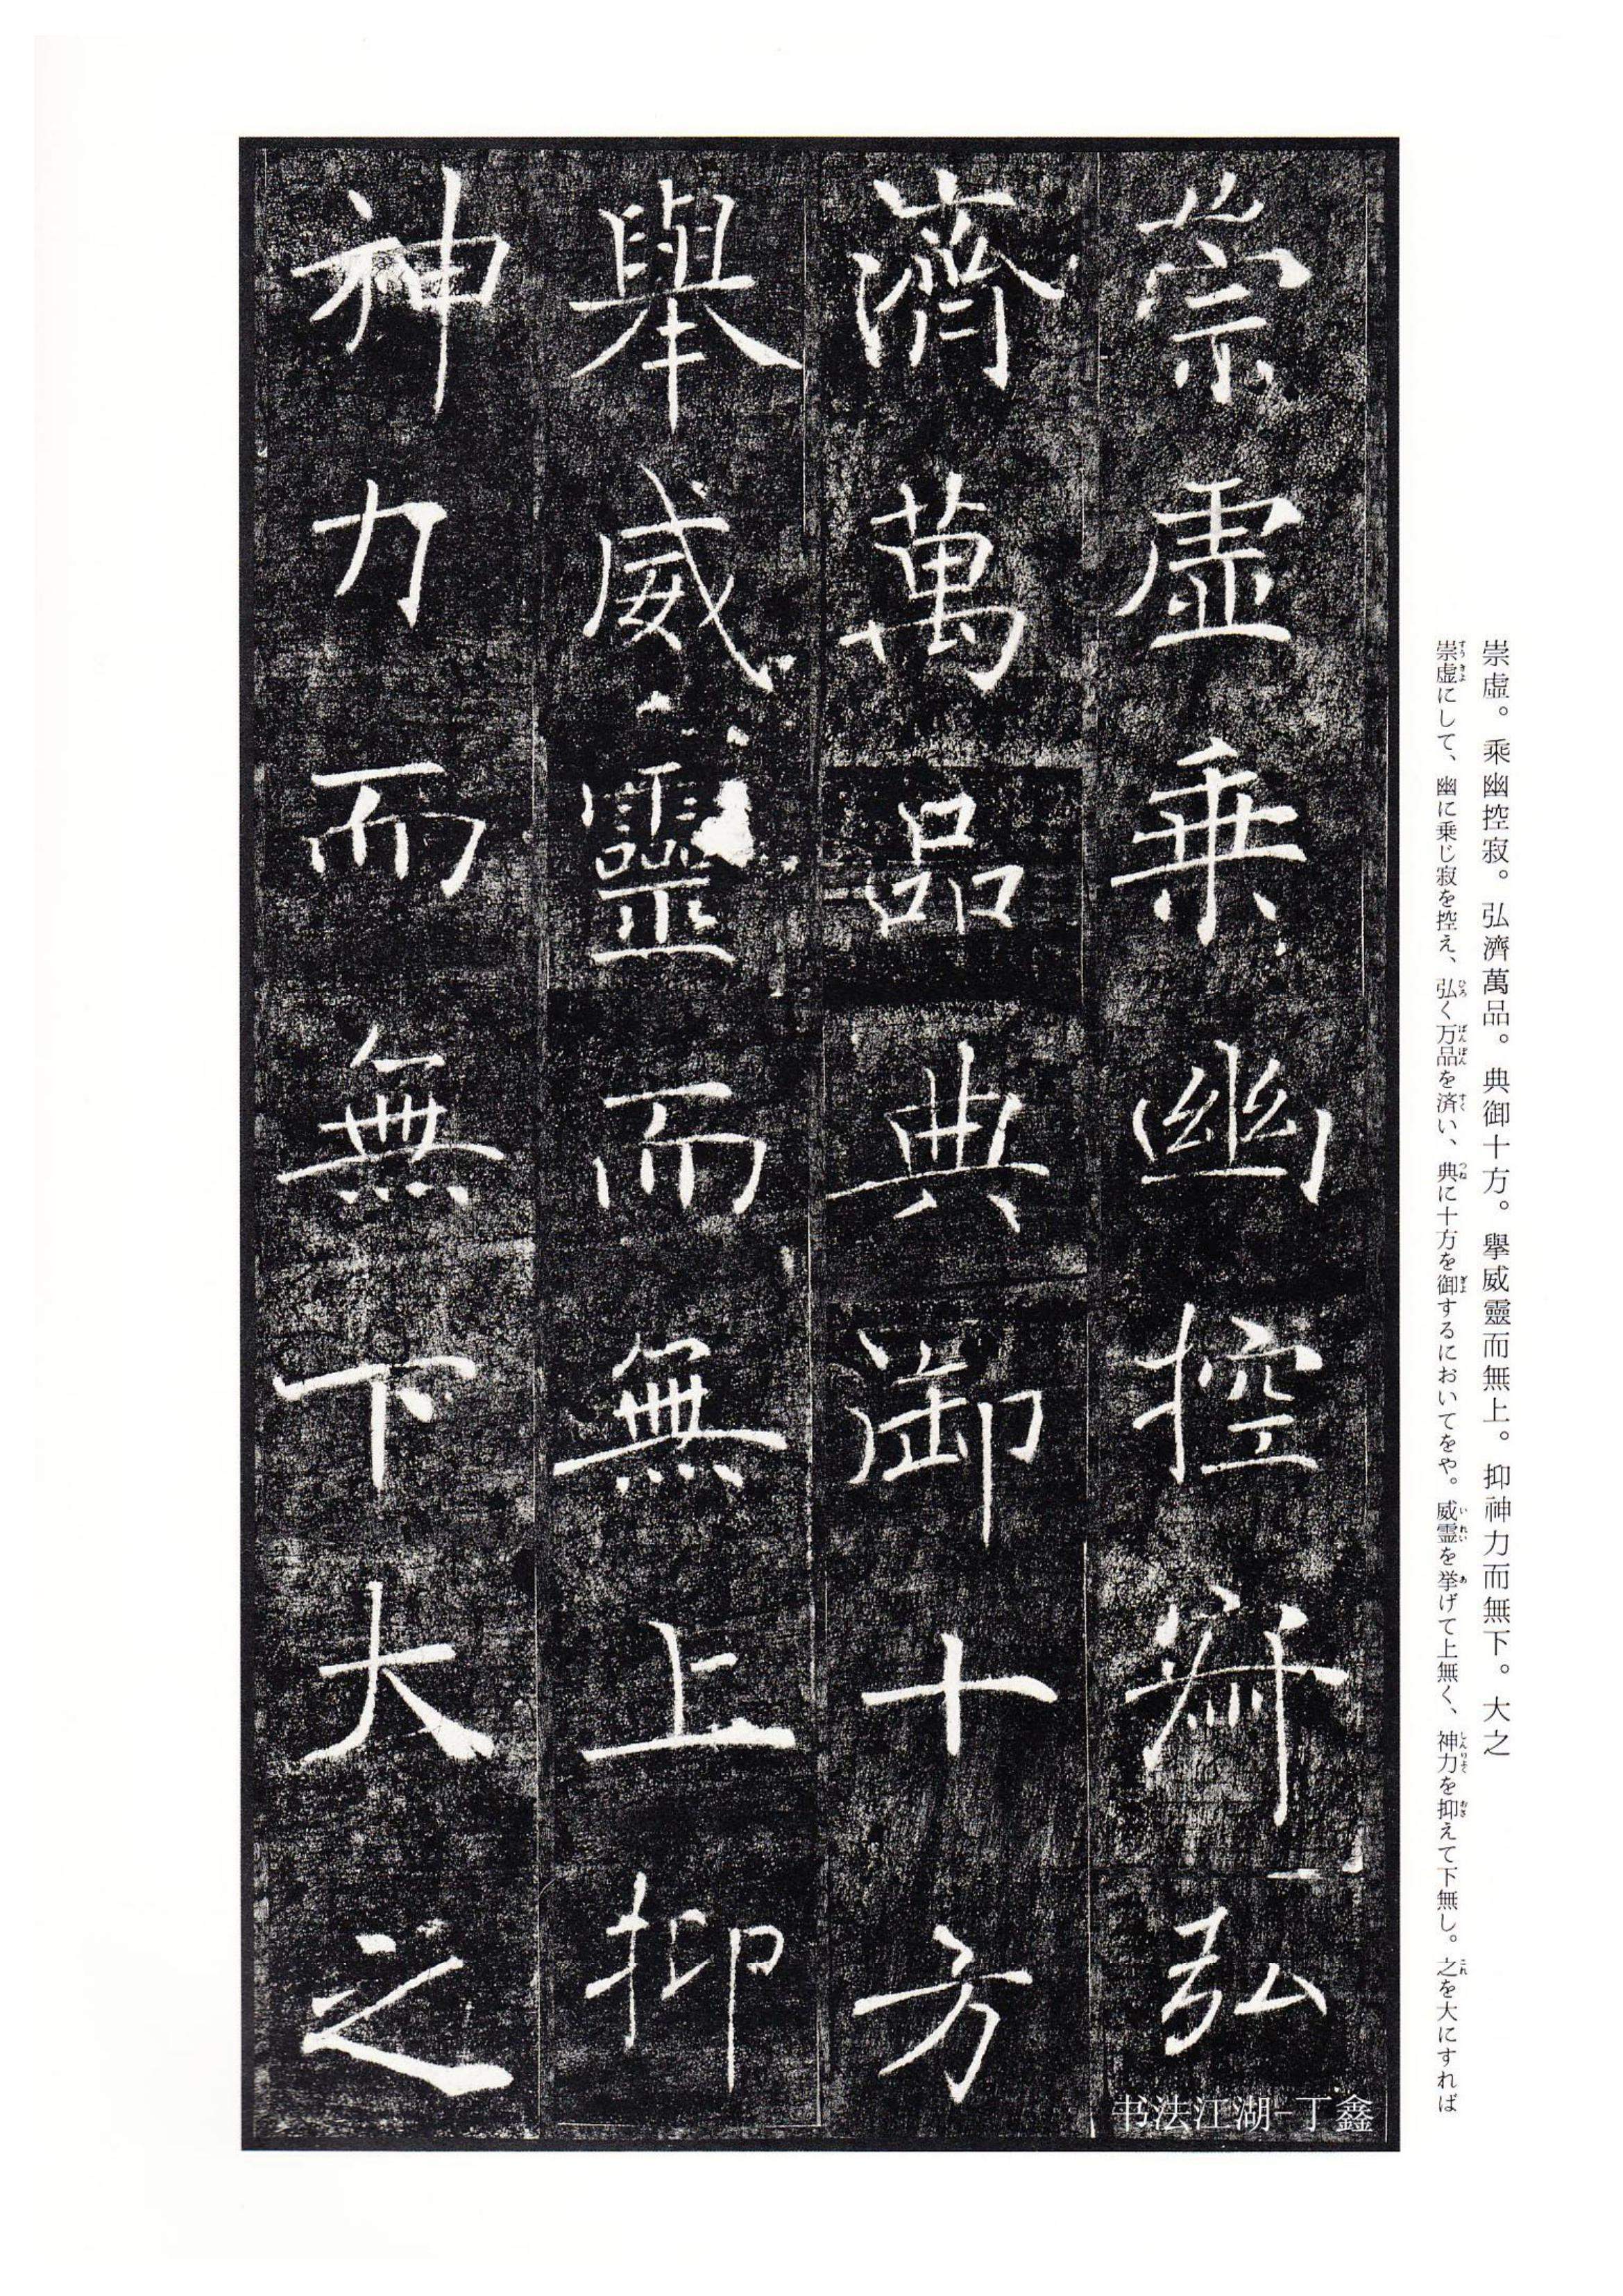 崇虛。乘幽控寂。弘濟萬品。典御十方。擧威靈而無上。抑神力而無下。大之
崇虚にして、幽に乗じ寂を控え、弘く万品を済い、典に十方を御するにおいてをや。威霊を挙げて上無く、神力を抑えて下無し。之を大にすれば
崇虛乘幽控寂弘
濟萬品典御十方
舉威靈而無上抑
神力而無下大之
书法江湖-丁鑫